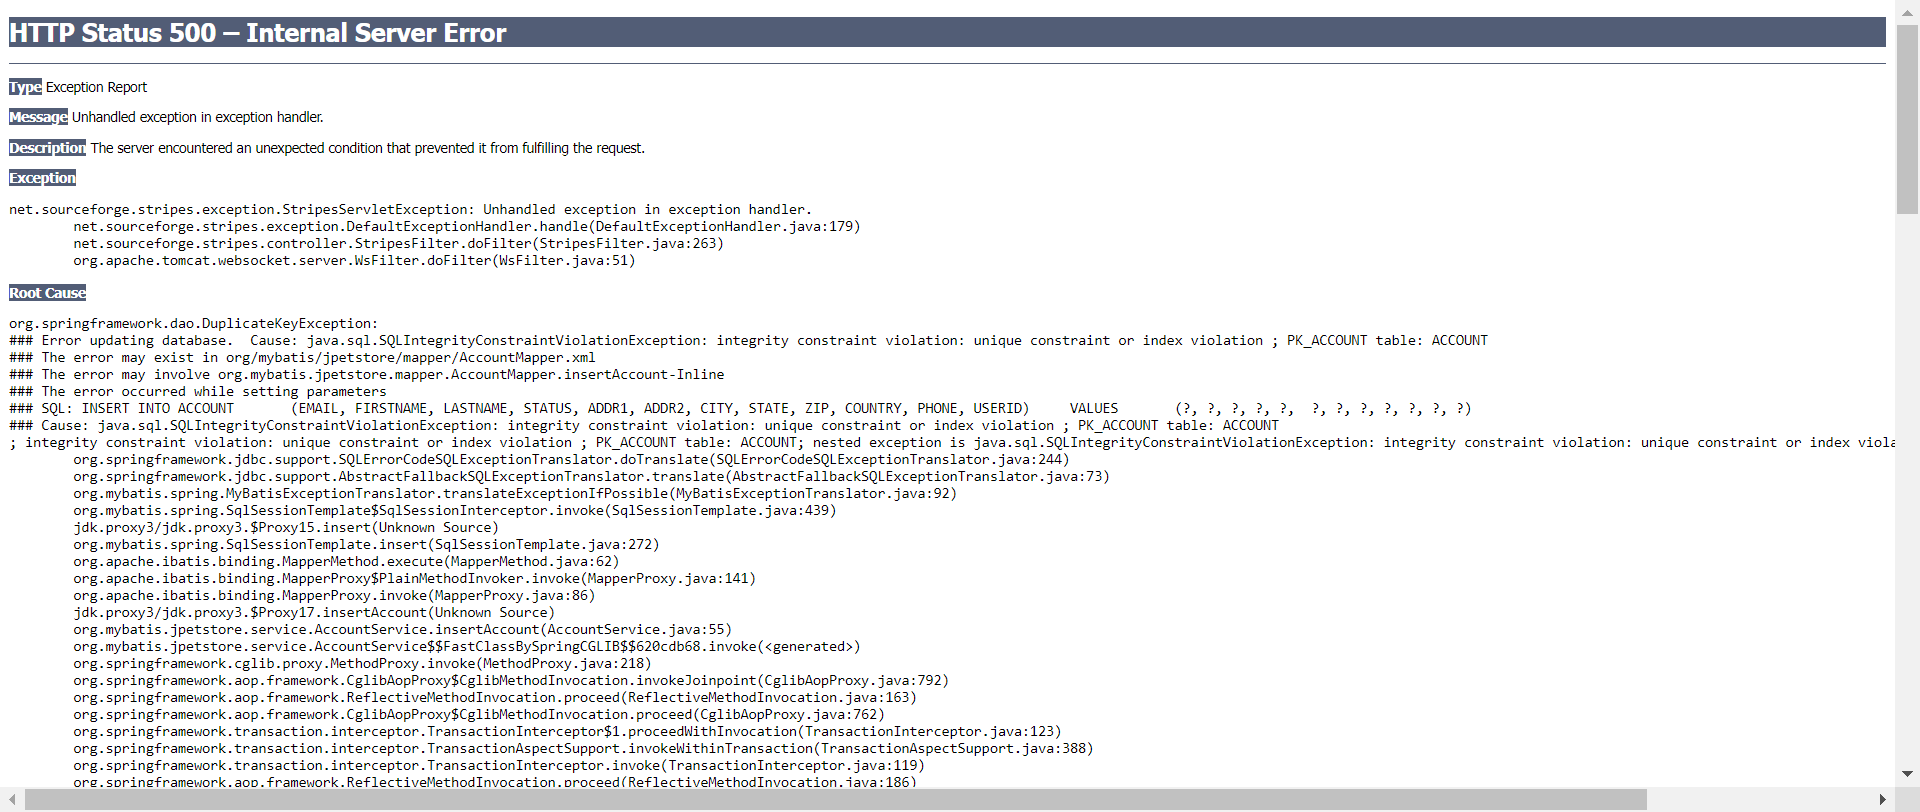 HTTP Status 500 – Internal Server Error
Type Exception Report
Message Unhandled exception in exception handler.
Description The server encountered an unexpected condition that prevented it from fulfilling the request.
Exception
net.sourceforge.stripes.exception.StripesServletException: Unhandled exception in exception handler.
net.sourceforge.stripes.exception.DefaultExceptionHandler.handle(DefaultExceptionHandler.java:179)
net.sourceforge.stripes.controller.StripesFilter.doFilter(StripesFilter.java:263)
org.apache.tomcat.websocket.server.WsFilter.doFilter(WsFilter.java:51)
Root Cause
org.springframework.dao.DuplicateKeyException:
### Error updating database.  Cause: java.sql.SQLIntegrityConstraintViolationException: integrity constraint violation: unique constraint or index violation ; PK_ACCOUNT table: ACCOUNT
### The error may exist in org/mybatis/jpetstore/mapper/AccountMapper.xml
### The error may involve org.mybatis.jpetstore.mapper.AccountMapper.insertAccount-Inline
### The error occurred while setting parameters
### SQL: INSERT INTO ACCOUNT       (EMAIL, FIRSTNAME, LASTNAME, STATUS, ADDR1, ADDR2, CITY, STATE, ZIP, COUNTRY, PHONE, USERID)     VALUES       (?, ?, ?, ?, ?,  ?, ?, ?, ?, ?, ?, ?)
### Cause: java.sql.SQLIntegrityConstraintViolationException: integrity constraint violation: unique constraint or index violation ; PK_ACCOUNT table: ACCOUNT
; integrity constraint violation: unique constraint or index violation ; PK_ACCOUNT table: ACCOUNT; nested exception is java.sql.SQLIntegrityConstraintViolationException: integrity constraint violation: unique constraint or index viola
org.springframework.jdbc.support.SQLErrorCodeSQLExceptionTranslator.doTranslate(SQLErrorCodeSQLExceptionTranslator.java:244)
org.springframework.jdbc.support.AbstractFallbackSQLExceptionTranslator.translate(AbstractFallbackSQLExceptionTranslator.java:73)
org.mybatis.spring.MyBatisExceptionTranslator.translateExceptionIfPossible(MyBatisExceptionTranslator.java:92)
org.mybatis.spring.SqlSessionTemplate$SqlSessionInterceptor.invoke(SqlSessionTemplate.java:439)
jdk.proxy3/jdk.proxy3.$Proxy15.insert(Unknown Source)
org.mybatis.spring.SqlSessionTemplate.insert(SqlSessionTemplate.java:272)
org.apache.ibatis.binding.MapperMethod.execute(MapperMethod.java:62)
org.apache.ibatis.binding.MapperProxy$PlainMethodInvoker.invoke(MapperProxy.java:141)
org.apache.ibatis.binding.MapperProxy.invoke(MapperProxy.java:86)
jdk.proxy3/jdk.proxy3.$Proxy17.insertAccount(Unknown Source)
org.mybatis.jpetstore.service.AccountService.insertAccount(AccountService.java:55)
org.mybatis.jpetstore.service.AccountService$$FastClassBySpringCGLIB$$620cdb68.invoke(<generated>)
org.springframework.cglib.proxy.MethodProxy.invoke(MethodProxy.java:218)
org.springframework.aop.framework.CglibAopProxy$CglibMethodInvocation.invokeJoinpoint(CglibAopProxy.java:792)
org.springframework.aop.framework.ReflectiveMethodInvocation.proceed(ReflectiveMethodInvocation.java:163)
org.springframework.aop.framework.CglibAopProxy$CglibMethodInvocation.proceed(CglibAopProxy.java:762)
org.springframework.transaction.interceptor.TransactionInterceptor$1.proceedWithInvocation(TransactionInterceptor.java:123)
org.springframework.transaction.interceptor.TransactionAspectSupport.invokeWithinTransaction(TransactionAspectSupport.java:388)
org.springframework.transaction.interceptor.TransactionInterceptor.invoke(TransactionInterceptor.java:119)
org.springframework.aop.framework.ReflectiveMethodInvocation.proceed(ReflectiveMethodInvocation.java:186)